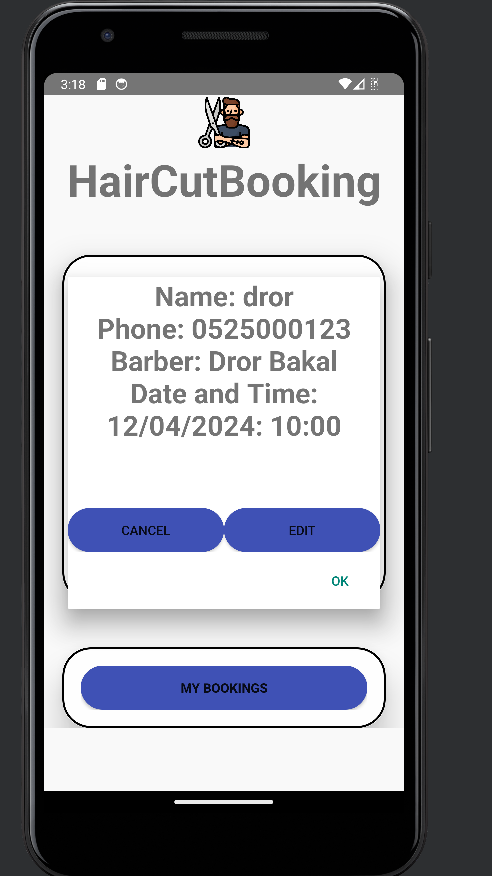 3:18
HairCutBooking
Name: dror
Phone: 0525000123
Barber: Dror Bakal
Date and Time:
12/04/2024: 10:00
CANCEL EDIT
OK
MY BOOKINGS